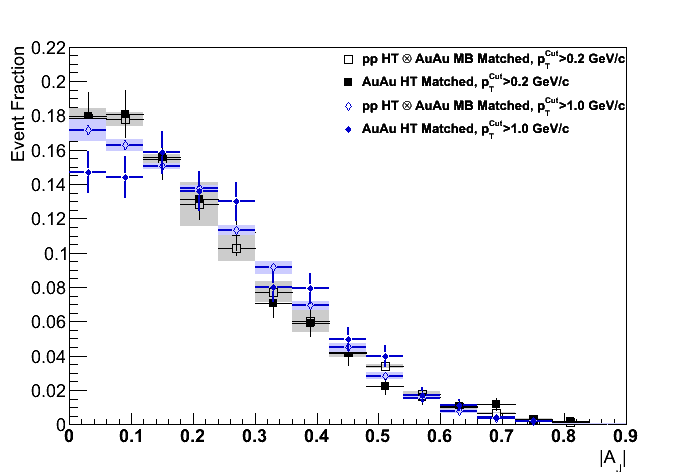 Event Fraction
0.22
0.2
0.18
0.16
0.14
0.12
0.1
0.08
0.06
0.04
0.02
0
pp HT ⊗ AuAu MB Matched, p_T^Cut>0.2 GeV/c
AuAu HT Matched, p_T^Cut>0.2 GeV/c
pp HT ⊗ AuAu MB Matched, p_T^Cut>1.0 GeV/c
AuAu HT Matched, p_T^Cut>1.0 GeV/c
0 0.1 0.2 0.3 0.4 0.5 0.6 0.7 0.8 0.9
|A_J|